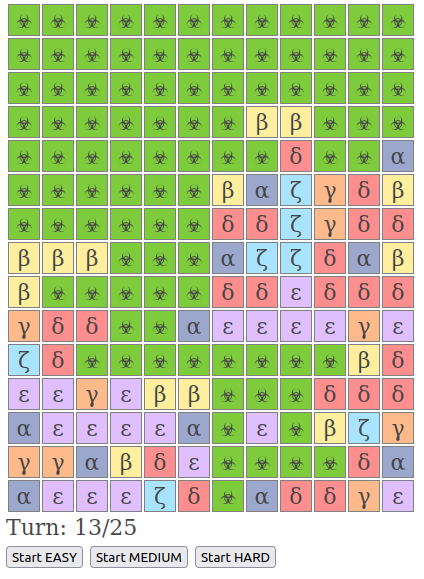 ☣ ☣ ☣ ☣ ☣ ☣ ☣ ☣ ☣ ☣ ☣ ☣
☣ ☣ ☣ ☣ ☣ ☣ ☣ ☣ ☣ ☣ ☣ ☣
☣ ☣ ☣ ☣ ☣ ☣ ☣ ☣ ☣ ☣ ☣ ☣
☣ ☣ ☣ ☣ ☣ ☣ ☣ β β ☣ ☣ ☣
☣ ☣ ☣ ☣ ☣ ☣ ☣ ☣ δ ☣ ☣ α
☣ ☣ ☣ ☣ ☣ ☣ β α ζ γ δ β
☣ ☣ ☣ ☣ ☣ ☣ δ δ ζ γ δ δ
β β β ☣ ☣ ☣ α ζ ζ δ α β
β ☣ ☣ ☣ ☣ ☣ δ δ ε δ δ δ
γ δ δ ☣ ☣ α ε ε ε ε γ ε
ζ δ ☣ ☣ ☣ ☣ ☣ ☣ ☣ ☣ β δ
ε ε γ ε β β ☣ ☣ ☣ δ δ δ
α ε ε ε ε α ☣ ε ☣ β ζ γ
γ γ α β δ ε ☣ ☣ ☣ ☣ δ α
α ε ε ε ζ δ ☣ α δ δ γ ε
Turn: 13/25
Start EASY Start MEDIUM Start HARD